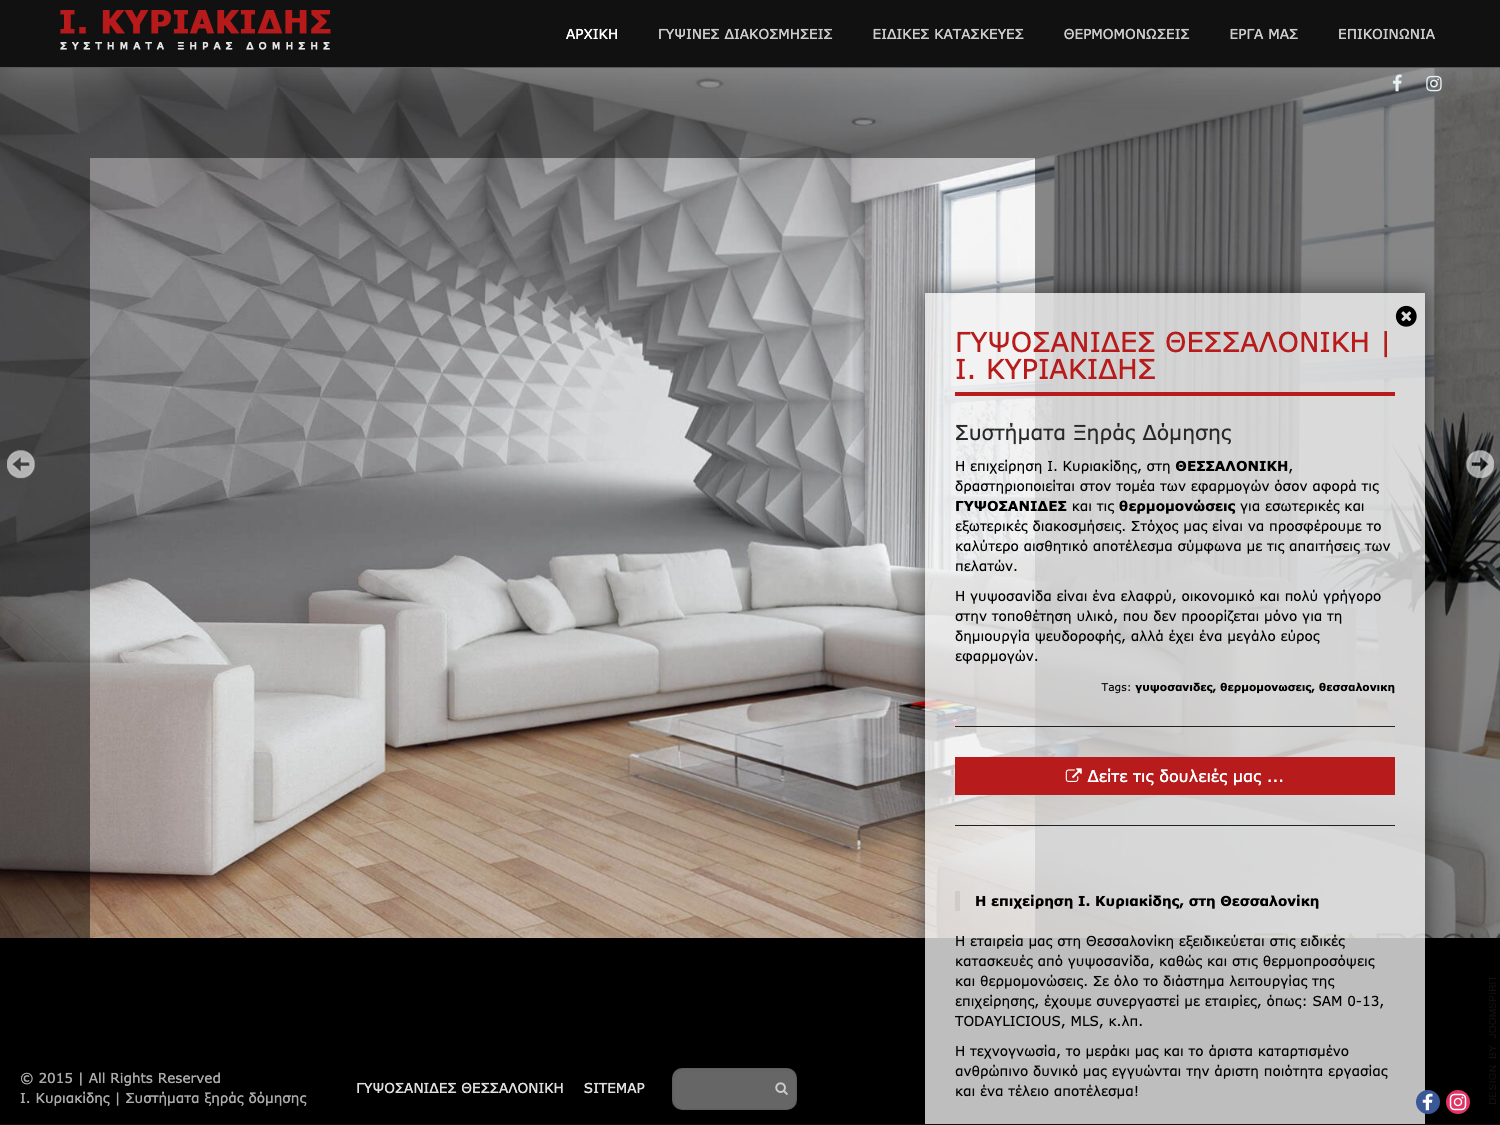 Ι. ΚΥΡΙΑΚΙΔΗΣ
ΣΥΣΤΗΜΑΤΑ ΞΗΡΑΣ ΔΟΜΗΣΗΣ
ΑΡΧΙΚΗ ΓΥΨΙΝΕΣ ΔΙΑΚΟΣΜΗΣΕΙΣ ΕΙΔΙΚΕΣ ΚΑΤΑΣΚΕΥΕΣ ΘΕΡΜΟΜΟΝΩΣΕΙΣ ΕΡΓΑ ΜΑΣ ΕΠΙΚΟΙΝΩΝΙΑ
ΓΥΨΟΣΑΝΙΔΕΣ ΘΕΣΣΑΛΟΝΙΚΗ |
Ι. ΚΥΡΙΑΚΙΔΗΣ
Συστήματα Ξηράς Δόμησης
Η επιχείρηση Ι. Κυριακίδης, στη ΘΕΣΣΑΛΟΝΙΚΗ,
δραστηριοποιείται στον τομέα των εφαρμογών όσον αφορά τις
ΓΥΨΟΣΑΝΙΔΕΣ και τις θερμομονώσεις για εσωτερικές και
εξωτερικές διακοσμήσεις. Στόχος μας είναι να προσφέρουμε το
καλύτερο αισθητικό αποτέλεσμα σύμφωνα με τις απαιτήσεις των
πελατών.
Η γυψοσανίδα είναι ένα ελαφρύ, οικονομικό και πολύ γρήγορο
στην τοποθέτηση υλικό, που δεν προορίζεται μόνο για τη
δημιουργία ψευδοροφής, αλλά έχει ένα μεγάλο εύρος
εφαρμογών.
Tags: γυψοσανιδες, θερμομονωσεις, θεσσαλονικη
Δείτε τις δουλειές μας ...
Η επιχείρηση Ι. Κυριακίδης, στη Θεσσαλονίκη
Η εταιρεία μας στη Θεσσαλονίκη εξειδικεύεται στις ειδικές
κατασκευές από γυψοσανίδα, καθώς και στις θερμοπροσόψεις
και θερμομονώσεις. Σε όλο το διάστημα λειτουργίας της
επιχείρησης, έχουμε συνεργαστεί με εταιρίες, όπως: SAM 0-13,
TODAYLICIOUS, MLS, κ.λπ.
Η τεχνογνωσία, το μεράκι μας και το άριστα καταρτισμένο
ανθρώπινο δυνικό μας εγγυώνται την άριστη ποιότητα εργασίας
και ένα τέλειο αποτέλεσμα!
© 2015 | All Rights Reserved
Ι. Κυριακίδης | Συστήματα ξηράς δόμησης
ΓΥΨΟΣΑΝΙΔΕΣ ΘΕΣΣΑΛΟΝΙΚΗ SITEMAP
DESIGN BY JOOMSPIRIT